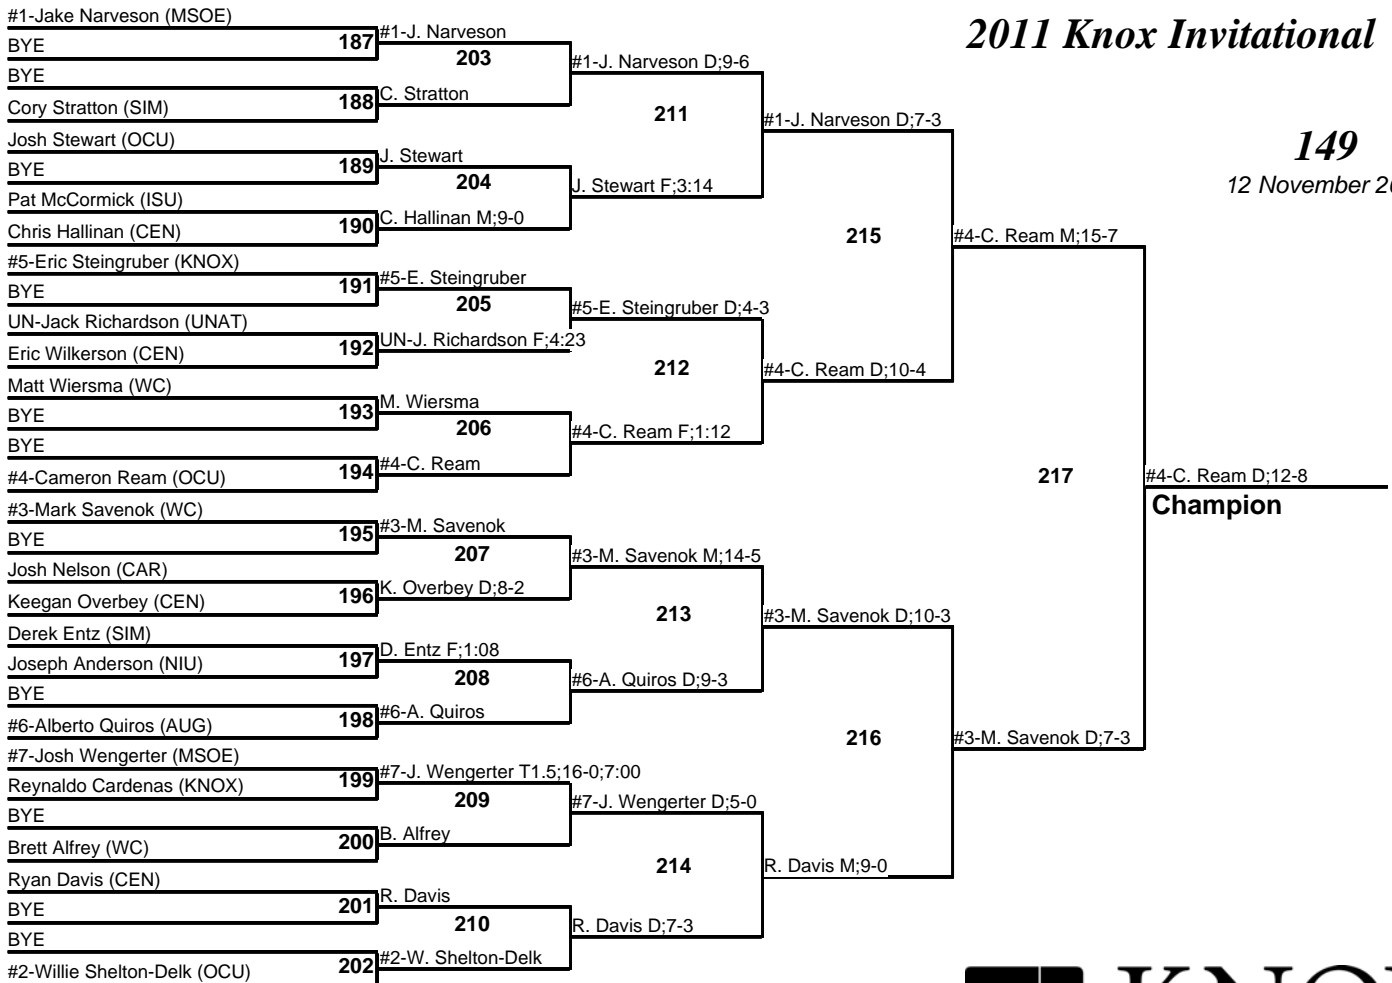 #1-Jake Narveson (MSOE)
BYE
187
BYE
Cory Stratton (SIM)
188
Josh Stewart (OCU)
BYE
189
Pat McCormick (ISU)
Chris Hallinan (CEN)
190
#5-Eric Steingruber (KNOX)
BYE
191
UN-Jack Richardson (UNAT)
Eric Wilkerson (CEN)
192
Matt Wiersma (WC)
BYE
193
BYE
#4-Cameron Ream (OCU)
194
#3-Mark Savenok (WC)
BYE
195
Josh Nelson (CAR)
Keegan Overbey (CEN)
196
Derek Entz (SIM)
Joseph Anderson (NIU)
197
BYE
#6-Alberto Quiros (AUG)
198
#7-Josh Wengerter (MSOE)
Reynaldo Cardenas (KNOX)
199
BYE
Brett Alfrey (WC)
200
Ryan Davis (CEN)
BYE
201
BYE
#2-Willie Shelton-Delk (OCU)
202
#1-J. Narveson
203
C. Stratton
J. Stewart
204
C. Hallinan M;9-0
#5-E. Steingruber
205
UN-J. Richardson F;4:23
M. Wiersma
206
#4-C. Ream
#3-M. Savenok
207
K. Overbey D;8-2
D. Entz F;1:08
208
#6-A. Quiros
#7-J. Wengerter T1.5;16-0;7:00
209
B. Alfrey
R. Davis
210
#2-W. Shelton-Delk
#1-J. Narveson D;9-6
211
J. Stewart F;3:14
#5-E. Steingruber D;4-3
212
#4-C. Ream F;1:12
#3-M. Savenok M;14-5
213
#6-A. Quiros D;9-3
#7-J. Wengerter D;5-0
214
R. Davis D;7-3
#1-J. Narveson D;7-3
215
#4-C. Ream D;10-4
#3-M. Savenok D;10-3
216
R. Davis M;9-0
#4-C. Ream M;15-7
217
#3-M. Savenok D;7-3
#4-C. Ream D;12-8
Champion
2011 Knox Invitational
149
12 November